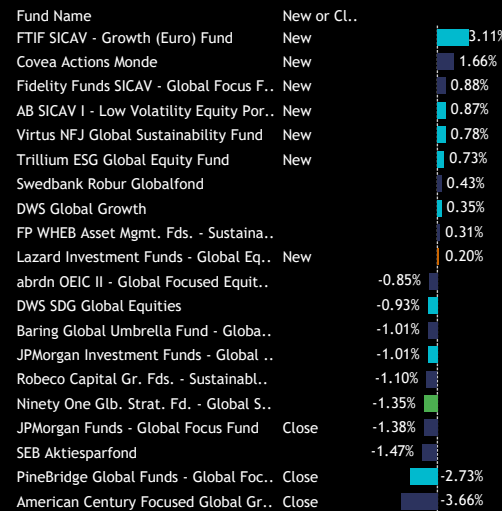 Fund Name New or Cl..
FTIF SICAV - Growth (Euro) Fund New 3.11%
Covea Actions Monde New 1.66%
Fidelity Funds SICAV - Global Focus F.. New 0.88%
AB SICAV I - Low Volatility Equity Por.. New 0.87%
Virtus NFJ Global Sustainability Fund New 0.78%
Trillium ESG Global Equity Fund New 0.73%
Swedbank Robur Globalfond 0.43%
DWS Global Growth 0.35%
FP WHEB Asset Mgmt. Fds. - Sustaina.. 0.31%
Lazard Investment Funds - Global Eq.. New 0.20%
abrdn OEIC II - Global Focused Equit.. -0.85%
DWS SDG Global Equities -0.93%
Baring Global Umbrella Fund - Globa.. -1.01%
JPMorgan Investment Funds - Global .. -1.01%
Robeco Capital Gr. Fds. - Sustainabl.. -1.10%
Ninety One Glb. Strat. Fd. - Global S.. -1.35%
JPMorgan Funds - Global Focus Fund Close -1.38%
SEB Aktiesparfond -1.47%
PineBridge Global Funds - Global Foc.. Close -2.73%
American Century Focused Global Gr.. Close -3.66%